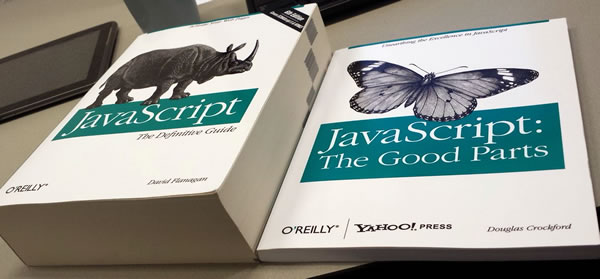 JavaScript
The Definitive Guide
O'REILLY®
David Flanagan
Unearthing the Excellence in JavaScript
JavaScript:
The Good Parts
O'REILLY® | YAHOO! PRESS
Douglas Crockford